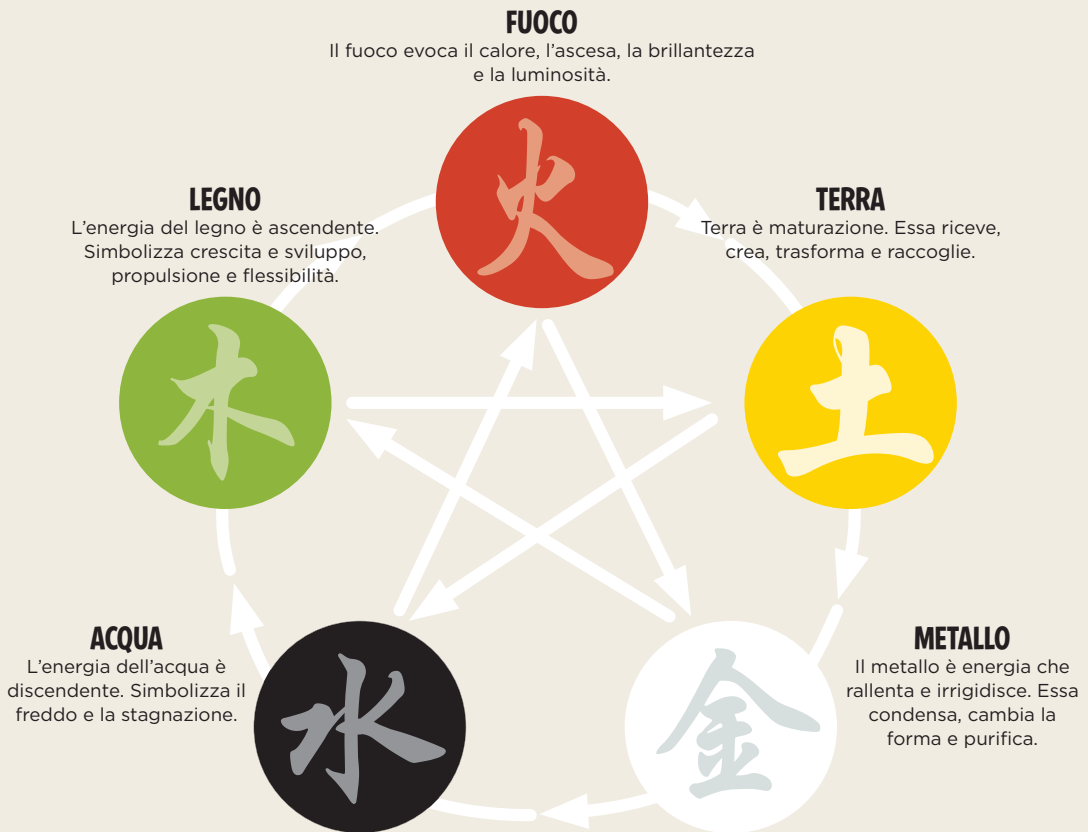 FUOCO
Il fuoco evoca il calore, l'ascesa, la brillantezza
e la luminosità.
火
LEGNO
L'energia del legno è ascendente.
Simbolizza crescita e sviluppo,
propulsione e flessibilità.
木
TERRA
Terra è maturazione. Essa riceve,
crea, trasforma e raccoglie.
土
ACQUA
L'energia dell'acqua è
discendente. Simbolizza il
freddo e la stagnazione.
水
METALLO
Il metallo è energia che
rallenta e irrigidisce. Essa
condensa, cambia la
forma e purifica.
金